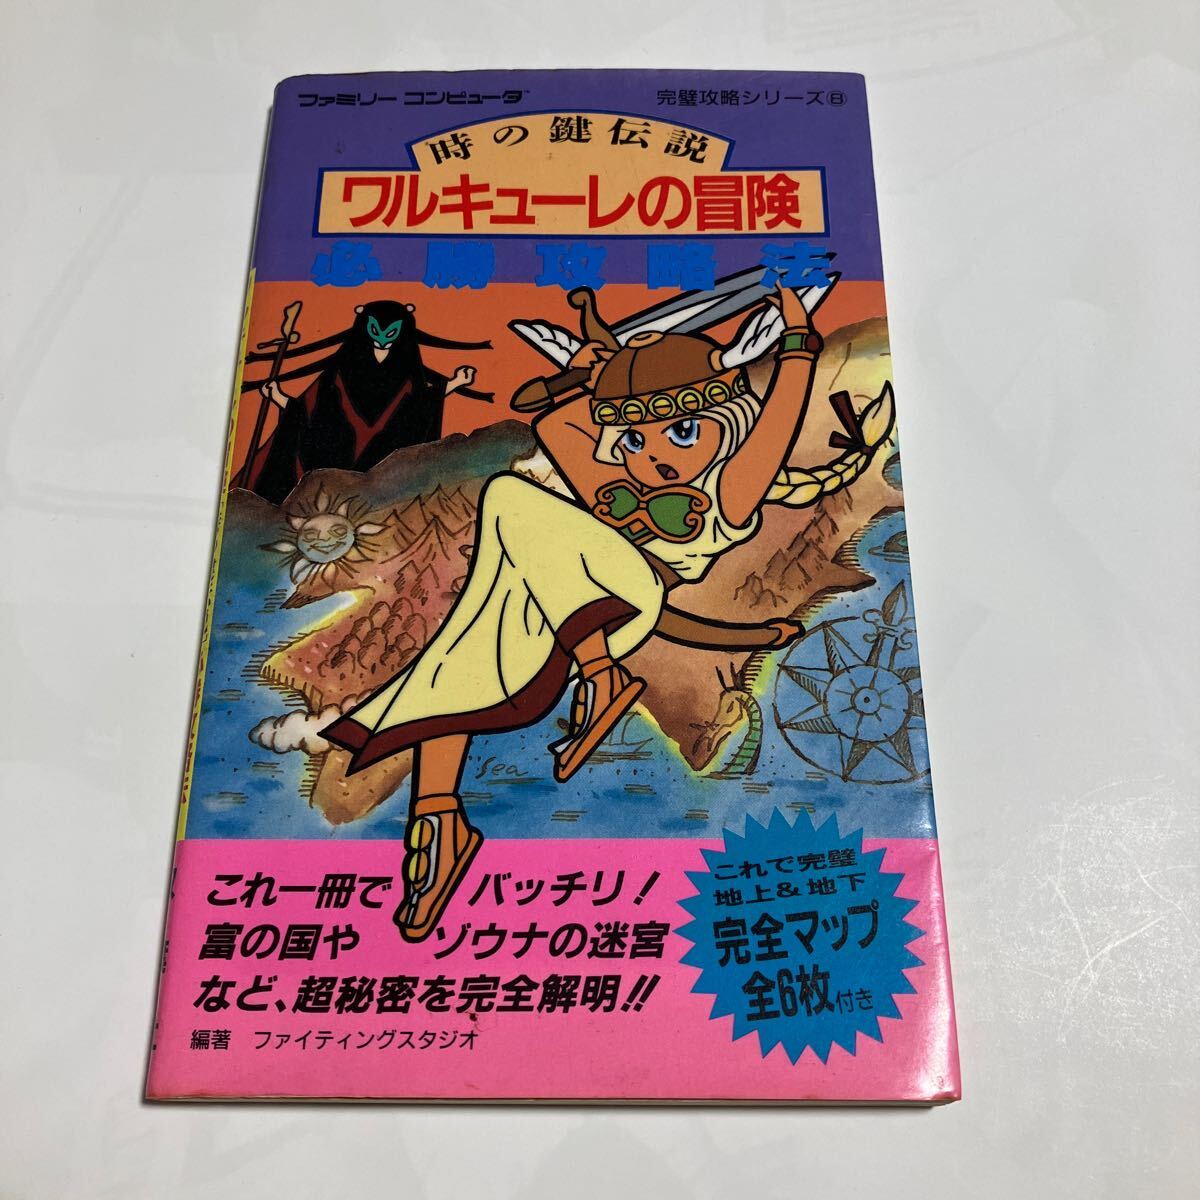 ファミリー コンピュータ™
完璧攻略シリーズ⑧
時の鍵伝説
ワルキューレの冒険
必勝攻略法
Sea
これ一冊でバッチリ！
富の国やゾウナの迷宮
など、超秘密を完全解明!!
編著 ファイティングスタジオ
これで完璧
地上&地下
完全マップ
全6枚付き